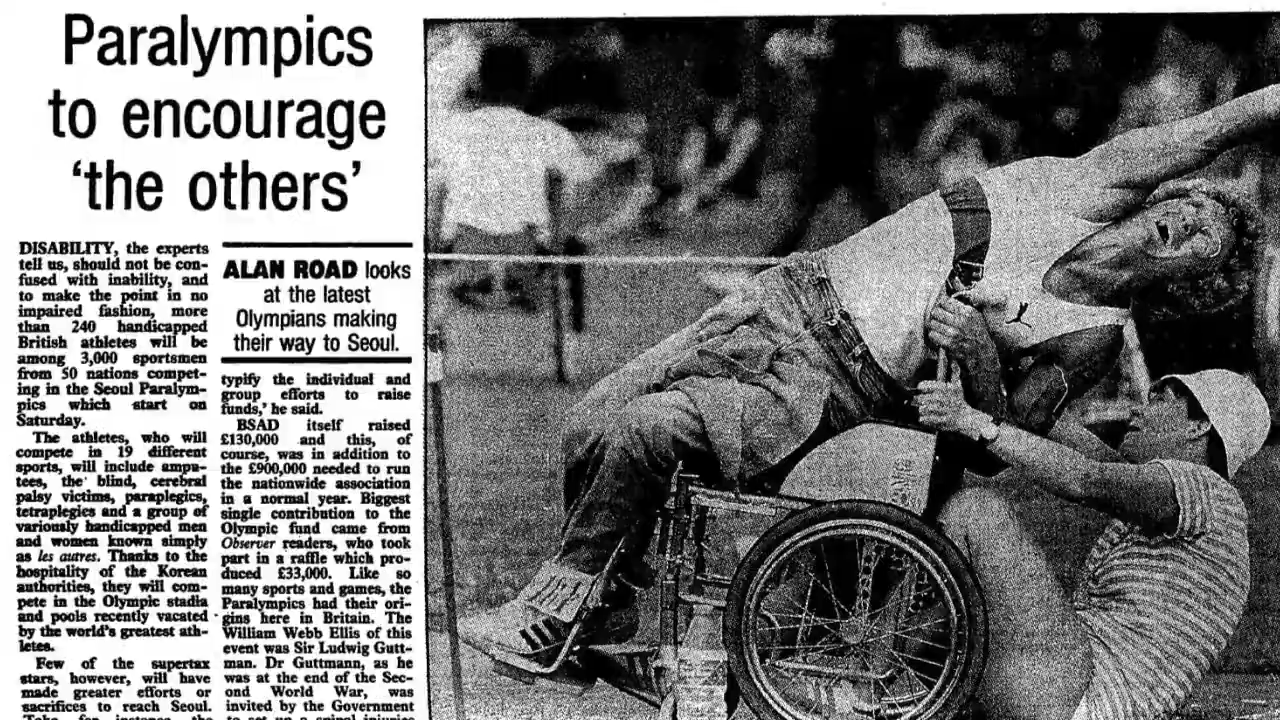 Paralympics
to encourage
‘the others’
DISABILITY, the experts
tell us, should not be con-
fused with inability, and
to make the point in no
impaired fashion, more
than 240 handicapped
British athletes will be
among 3,000 sportsmen
from 50 nations compet-
ing in the Seoul Paralym-
pics which start on
Saturday.
The athletes, who will
compete in 19 different
sports, will include ampu-
tees, the blind, cerebral
palsy victims, paraplegics,
tetraplegies and a group of
variously handicapped men
and women known simply
as les autres. Thanks to the
hospitality of the Korean
authorities, they will com-
pete in the Olympic stadia
and pools recently vacated
by the world's greatest ath-
letes.
Few of the supertax
stars, however, will have
made greater efforts or
sacrifices to reach Seoul.
Take, for instance, the
ALAN ROAD looks
at the latest
Olympians making
their way to Seoul.
typify the individual and
group efforts to raise
funds,' he said.
BSAD itself raised
£130,000 and this, of
course, was in addition to
the £900,000 needed to run
the nationwide association
in a normal year. Biggest
single contribution to the
Olympic fund came from
Observer readers, who took
part in a raffle which pro-
duced £33,000. Like so
many sports and games, the
Paralympics had their ori-
gins here in Britain. The
William Webb Ellis of this
event was Sir Ludwig Gutt-
man. Dr Guttmann, as he
was at the end of the Sec-
ond World War, was
invited by the Government
to set up a spinal injuries